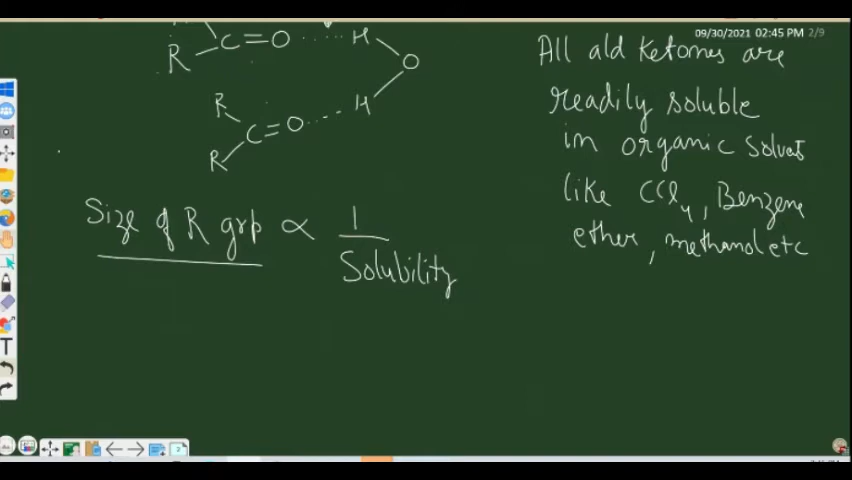 09/30/2021 02:45 PM 2/9
R C=O ..... H
O
R C=O ..... H
R
Size of R grp ∝ 1
Solubility
All ald ketones are
readily soluble
in organic solvents
like CCl4, Benzene
ether, methanol etc
T